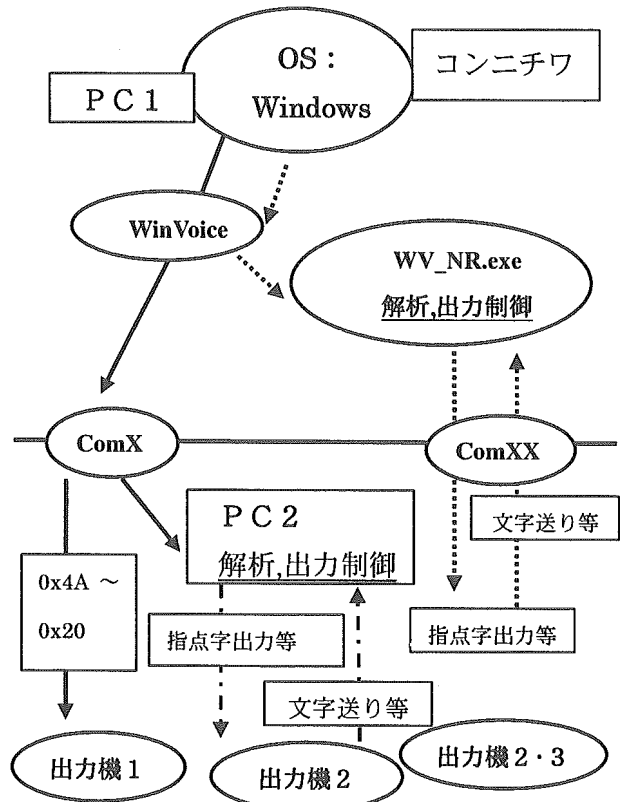 OS：
Windows
コンニチワ
ＰＣ１
WinVoice
WV_NR.exe
解析,出力制御
ComX
ComXX
ＰＣ２
解析,出力制御
文字送り等
0x4A ～
0x20
指点字出力等
指点字出力等
文字送り等
出力機１
出力機２
出力機２・３